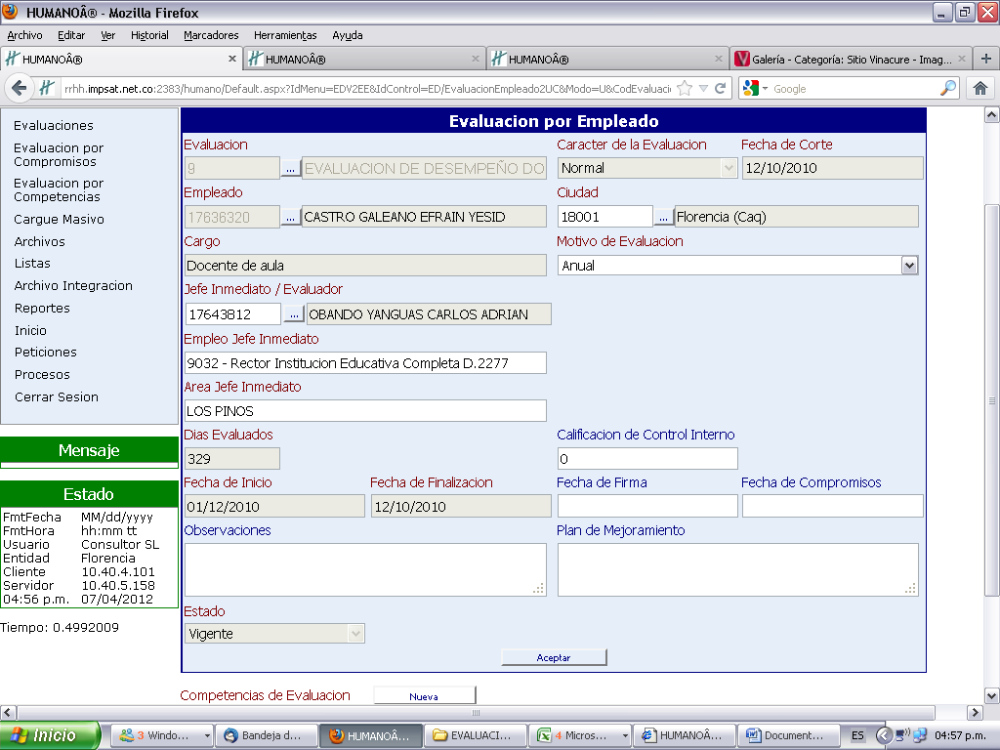 HUMANOÂ® - Mozilla Firefox
Archivo Editar Ver Historial Marcadores Herramientas Ayuda
HUMANOÂ® HUMANOÂ® HUMANOÂ® Galería - Categoría: Sitio Vinacure - Imag...
rrhh.impsat.net.co:2383/humano/Default.aspx?IdMenu=EDV2EE&IdControl=ED/EvaluacionEmpleado2UC&Modo=U&CodEvaluaci Google
Evaluaciones
Evaluacion por
Compromisos
Evaluacion por
Competencias
Cargue Masivo
Archivos
Listas
Archivo Integracion
Reportes
Inicio
Peticiones
Procesos
Cerrar Sesion
Mensaje
Estado
FmtFecha MM/dd/yyyy
FmtHora hh:mm tt
Usuario Consultor SL
Entidad Florencia
Cliente 10.40.4.101
Servidor 10.40.5.158
04:56 p.m. 07/04/2012
Tiempo: 0.4992009
Evaluacion por Empleado
Evaluacion Caracter de la Evaluacion Fecha de Corte
9 ... EVALUACION DE DESEMPEÑO DO Normal 12/10/2010
Empleado Ciudad
17636320 ... CASTRO GALEANO EFRAIN YESID 18001 ... Florencia (Caq)
Cargo Motivo de Evaluacion
Docente de aula Anual
Jefe Inmediato / Evaluador
17643812 ... OBANDO YANGUAS CARLOS ADRIAN
Empleo Jefe Inmediato
9032 - Rector Institucion Educativa Completa D.2277
Area Jefe Inmediato
LOS PINOS
Dias Evaluados Calificacion de Control Interno
329 0
Fecha de Inicio Fecha de Finalizacion Fecha de Firma Fecha de Compromisos
01/12/2010 12/10/2010
Observaciones Plan de Mejoramiento
Estado
Vigente
Aceptar
Competencias de Evaluacion Nueva
Inicio 3 Windo... Bandeja d... HUMANOÂ... EVALUACI... 4 Micros... HUMANOÂ... Document... ES 04:57 p.m.